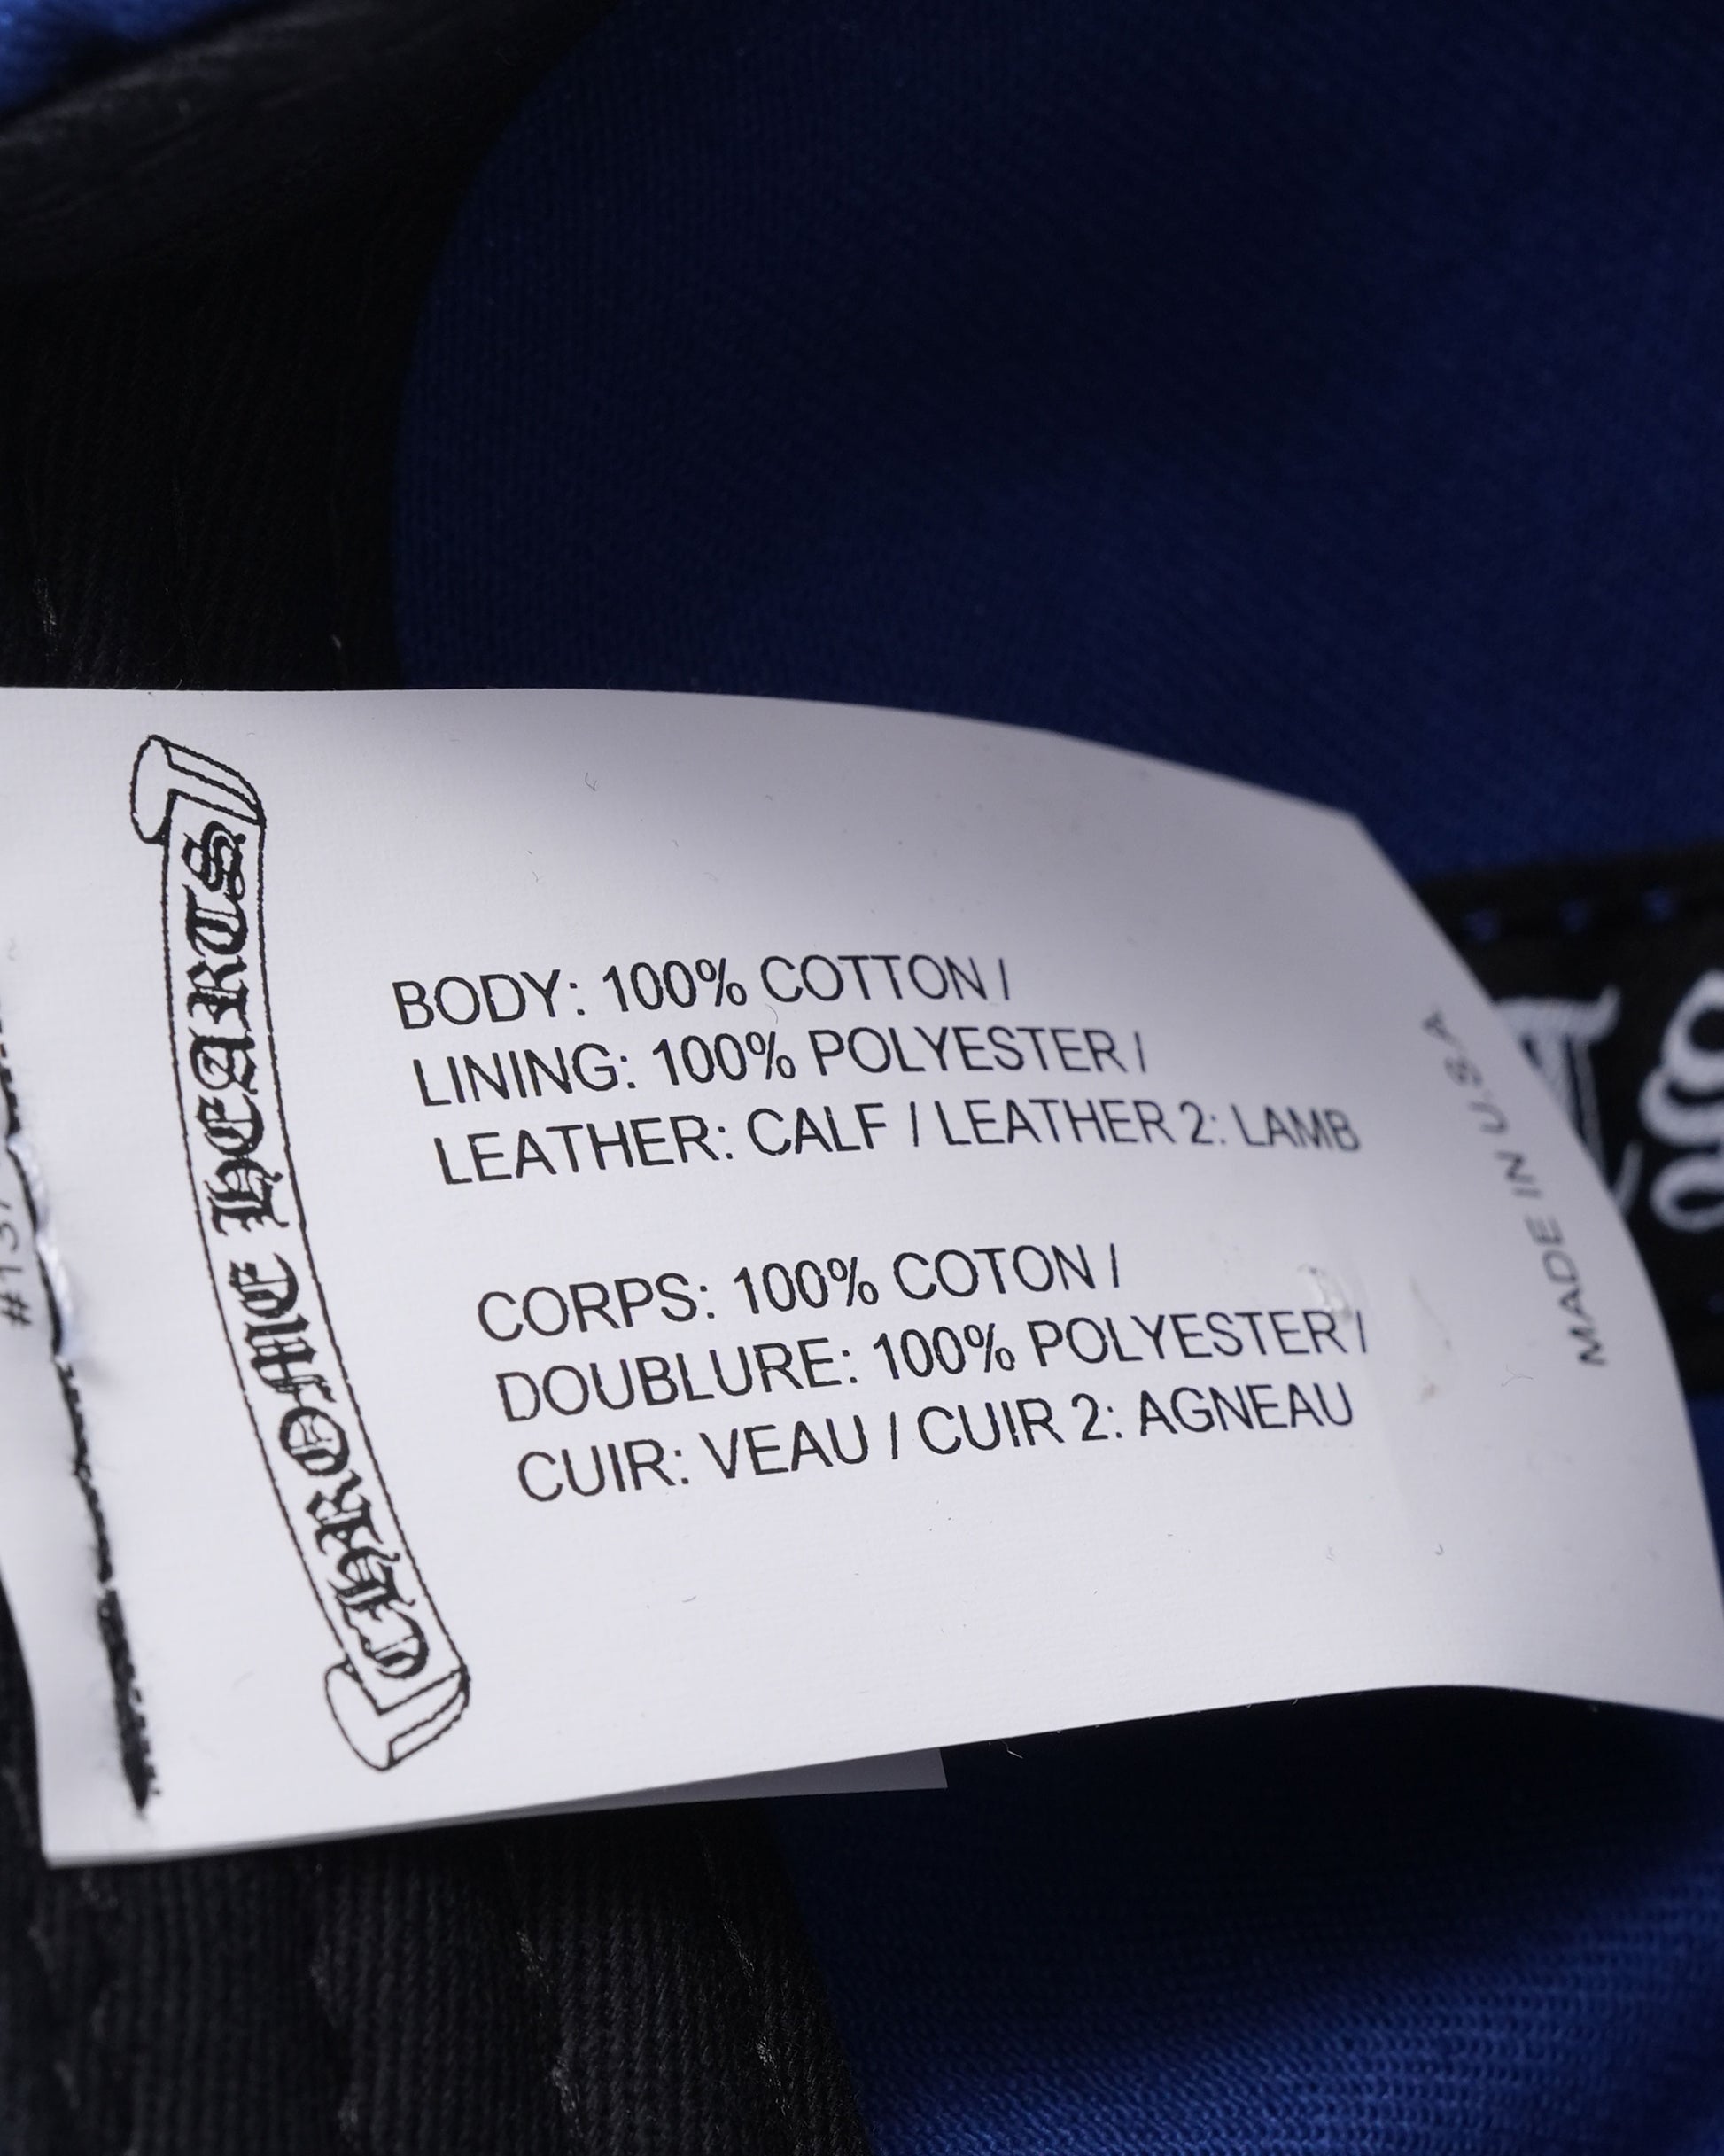 CHROME HEARTS
BODY: 100% COTTON /
LINING: 100% POLYESTER /
LEATHER: CALF / LEATHER 2: LAMB
CORPS: 100% COTON /
DOUBLURE: 100% POLYESTER /
CUIR: VEAU / CUIR 2: AGNEAU
MADE IN U.S.A